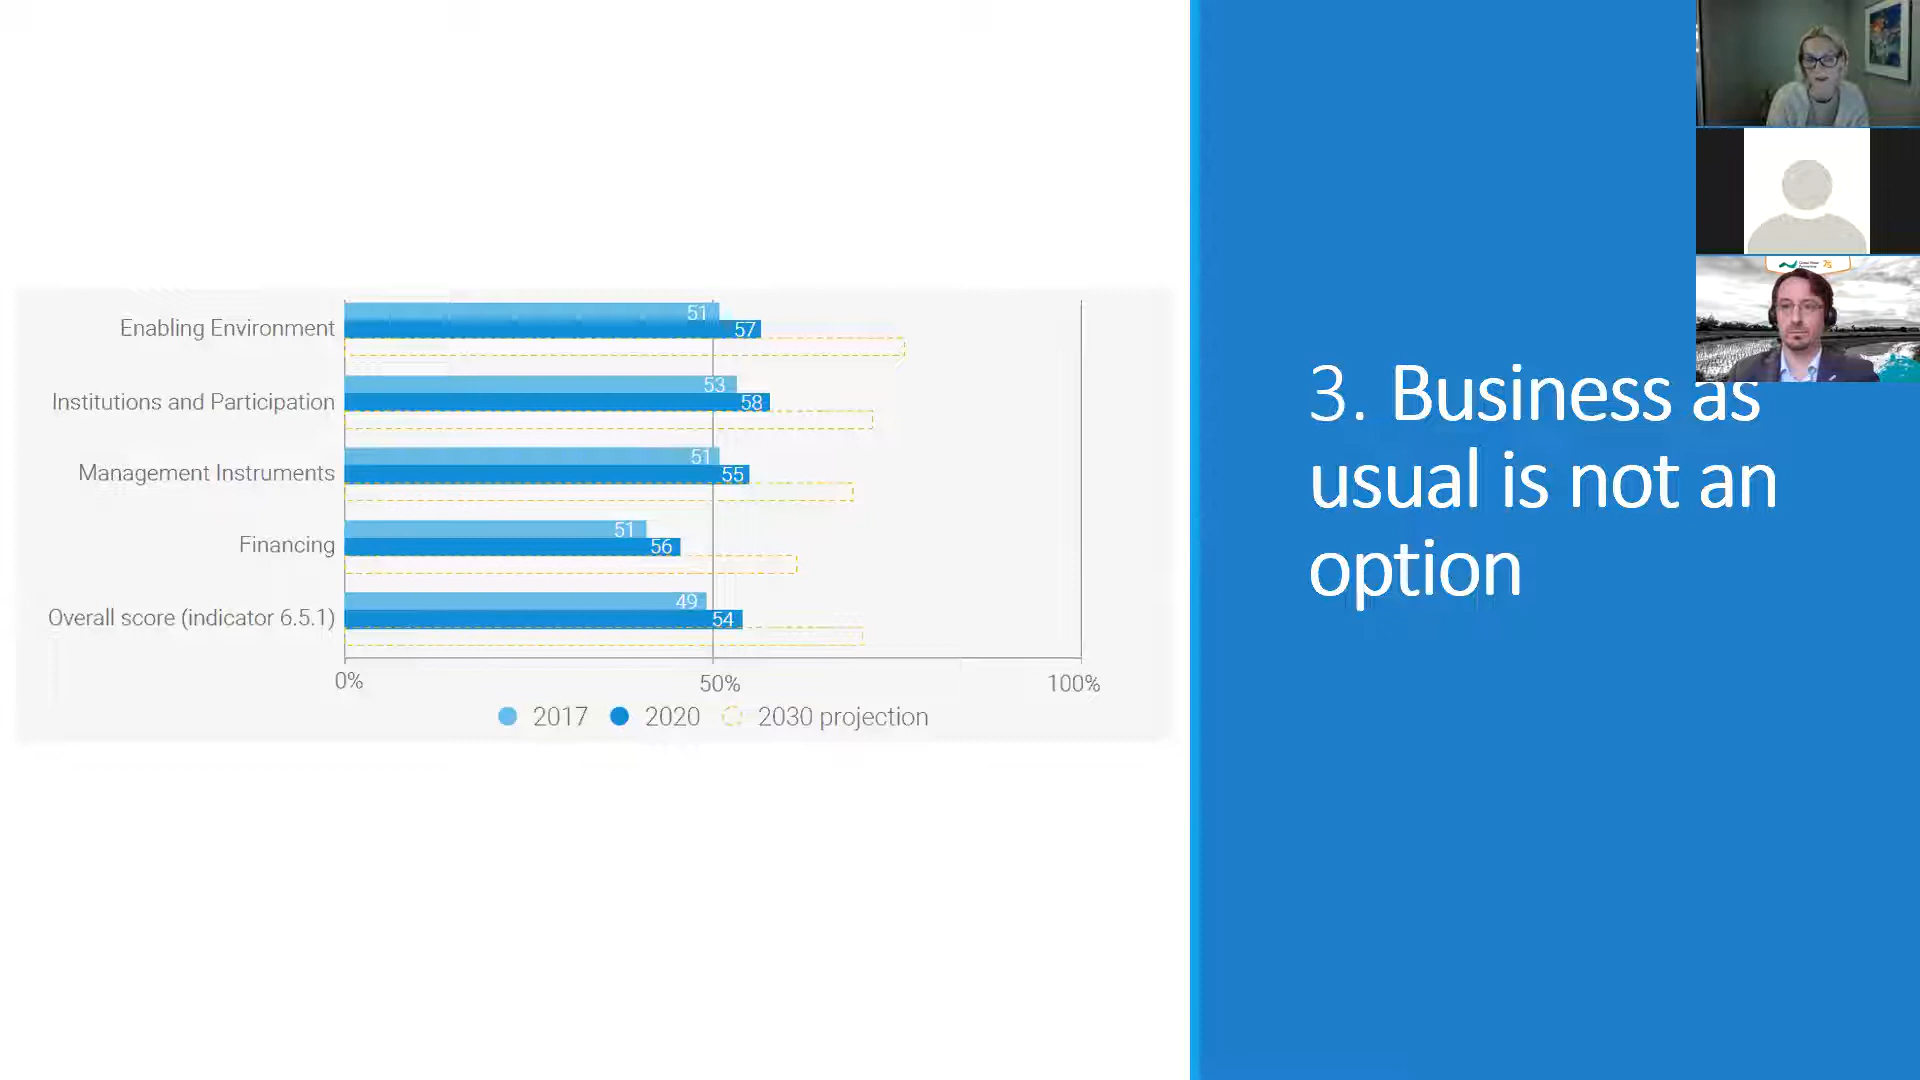 Enabling Environment
51
57
Institutions and Participation
53
58
Management Instruments
51
55
Financing
51
56
Overall score (indicator 6.5.1)
49
54
0%
50%
100%
2017
2020
2030 projection
3. Business as
usual is not an
option